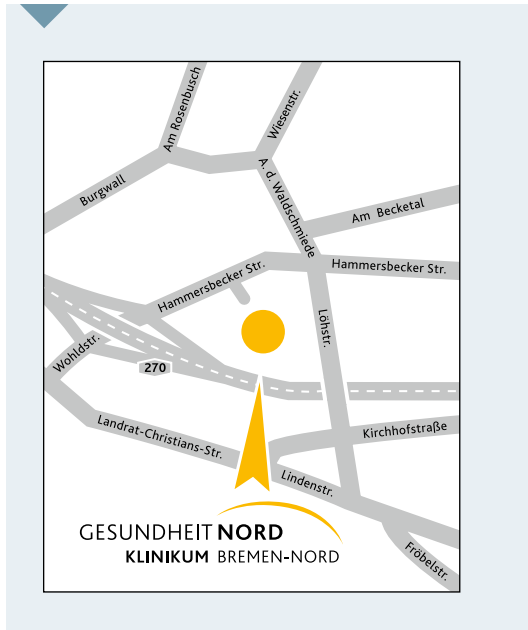 Am Rosenbusch
Wiesenstr.
Burgwall
A. d. Waldschmiede
Am Becketal
Hammersbecker Str.
Hammersbecker Str.
Löhstr.
Wohldstr.
270
Landrat-Christians-Str.
Kirchhofstraße
Lindenstr.
Fröbelstr.
GESUNDHEIT NORD
KLINIKUM BREMEN-NORD